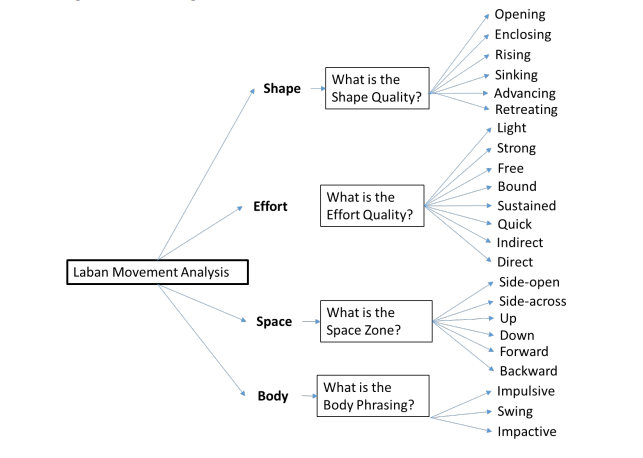 Opening
Enclosing
Rising
Sinking
Advancing
Retreating
Shape
What is the
Shape Quality?
Light
Strong
Free
Bound
Sustained
Quick
Indirect
Direct
Effort
What is the
Effort Quality?
Laban Movement Analysis
Side-open
Side-across
Up
Down
Forward
Backward
Space
What is the
Space Zone?
Body
What is the
Body Phrasing?
Impulsive
Swing
Impactive